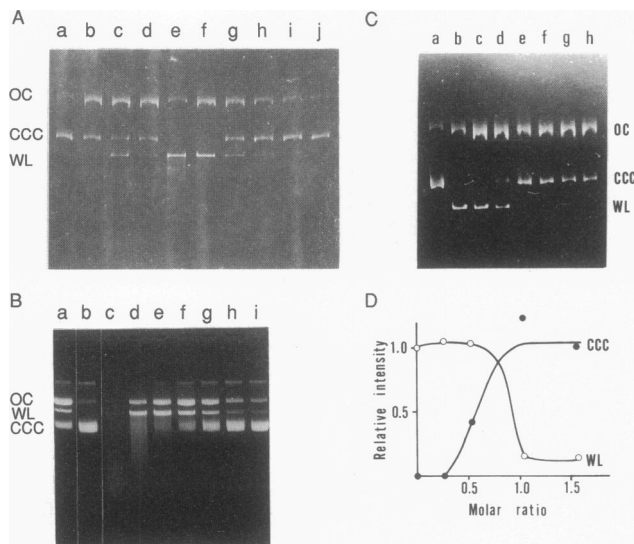 A
a b c d e f g h i j
OC
CCC
WL
B
a b c d e f g h i
OC
WL
CCC
C
a b c d e f g h
OC
CCC
WL
D
Relative intensity
1.0
0.5
CCC
WL
0.5 1.0 1.5
Molar ratio